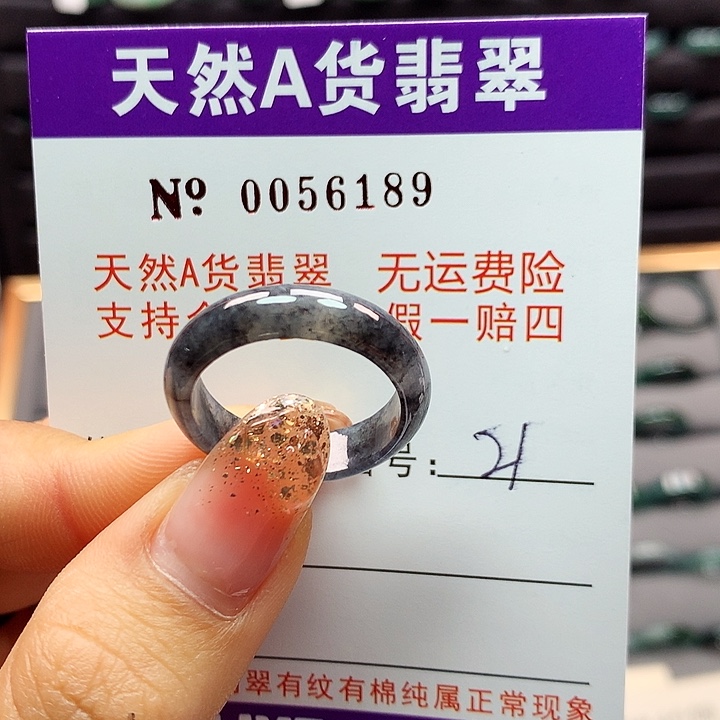 天然A货翡翠
Nº 0056189
天然A货翡翠 无运费险
支持 假一赔四
号: 21
翠有纹有棉纯属正常现象